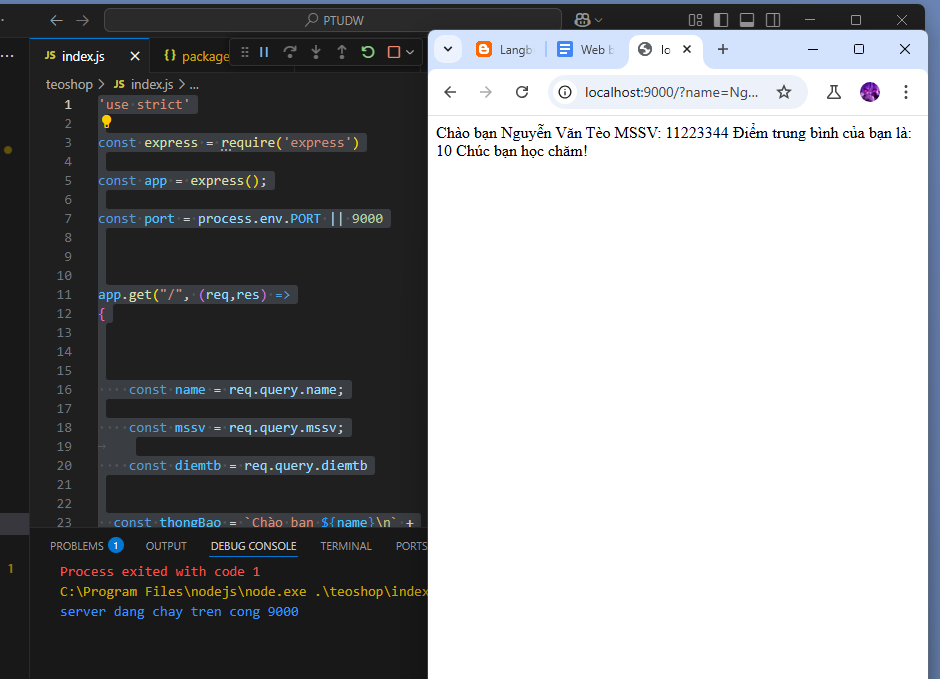 PTUDW
JS index.js
{} package
teoshop > JS index.js > ...
1 'use strict'
2
3 const express = require('express')
4
5 const app = express();
6
7 const port = process.env.PORT || 9000
8
9
10
11 app.get("/", (req,res) =>
12 {
13
14
15
16 const name = req.query.name;
17
18 const mssv = req.query.mssv;
19
20 const diemtb = req.query.diemtb
21
22
23 const thongBao = `Chào bạn ${name}\n` +
PROBLEMS 1 OUTPUT DEBUG CONSOLE TERMINAL PORTS
Process exited with code 1
C:\Program Files\nodejs\node.exe .\teoshop\index
server dang chay tren cong 9000
1
Langb
Web b
lo
localhost:9000/?name=Ng...
Chào bạn Nguyễn Văn Tèo MSSV: 11223344 Điểm trung bình của bạn là:
10 Chúc bạn học chăm!